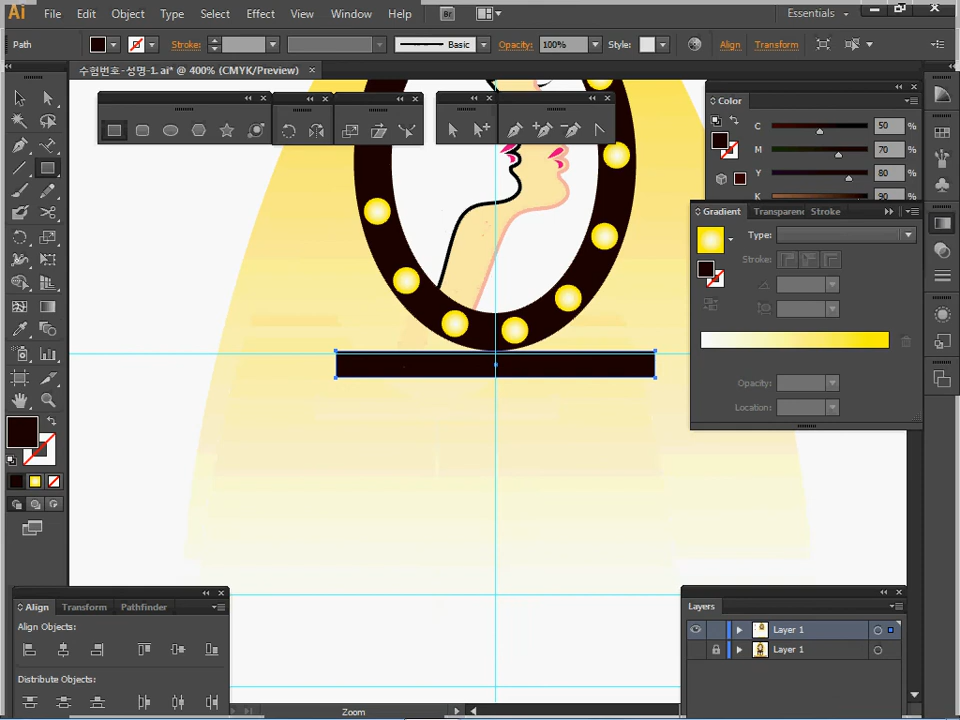 Ai File Edit Object Type Select Effect View Window Help Br Essentials
Path Stroke: Basic Opacity: 100% Style: Align Transform
수험번호-성명-1.ai* @ 400% (CMYK/Preview) ×
Color
C 50 %
M 70 %
Y 80 %
K 90 %
Gradient Transparenc Stroke
Type:
Stroke:
Opacity:
Location:
Align Transform Pathfinder
Align Objects:
Distribute Objects:
Layers
Layer 1
Layer 1
Zoom